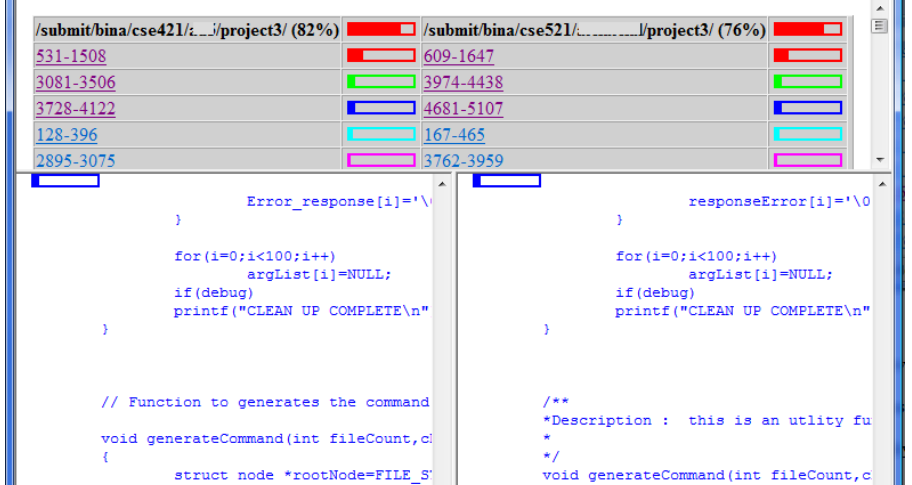 /submit/bina/cse421/ /project3/ (82%) /submit/bina/cse521/ /project3/ (76%)
531-1508 609-1647
3081-3506 3974-4438
3728-4122 4681-5107
128-396 167-465
2895-3075 3762-3959
Error_response[i]='\
}
for(i=0;i<100;i++)
argList[i]=NULL;
if(debug)
printf("CLEAN UP COMPLETE\n"
}
// Function to generates the command
void generateCommand(int fileCount,
{
struct node *rootNode=FILE_S
responseError[i]='\0
}
for(i=0;i<100;i++)
argList[i]=NULL;
if(debug)
printf("CLEAN UP COMPLETE\n"
}
/**
*Description : this is an utlity fu
*
*/
void generateCommand(int fileCount,c